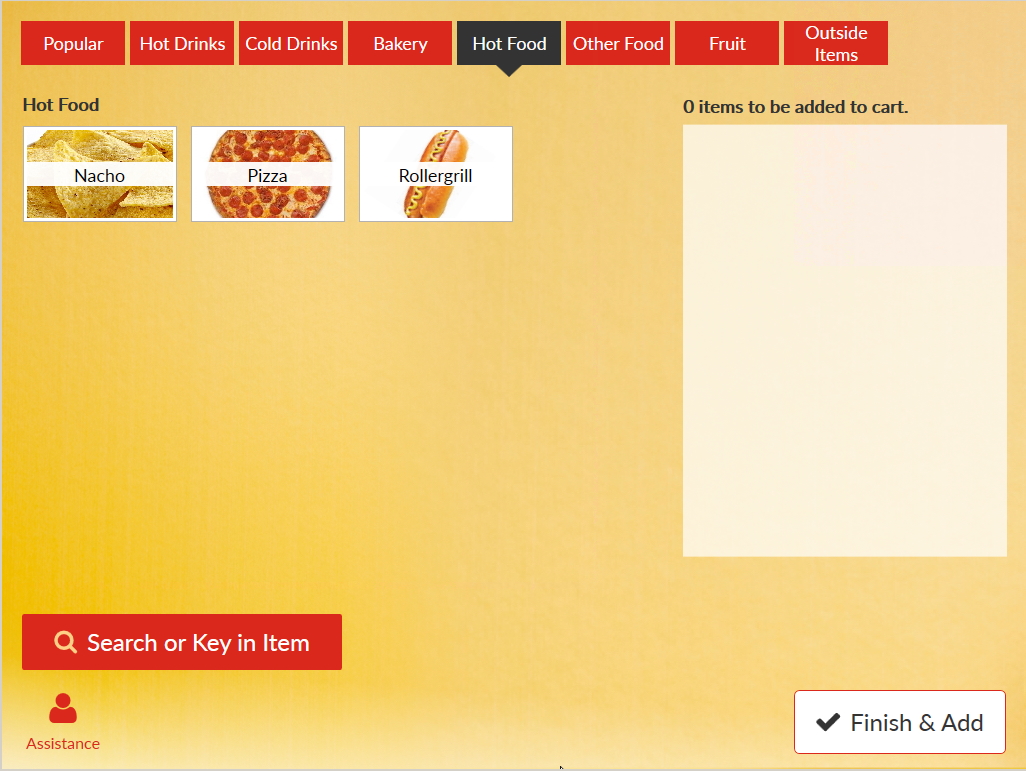 Popular
Hot Drinks
Cold Drinks
Bakery
Hot Food
Other Food
Fruit
Outside
Items
Hot Food
0 items to be added to cart.
Nacho
Pizza
Rollergrill
Search or Key in Item
Assistance
Finish & Add